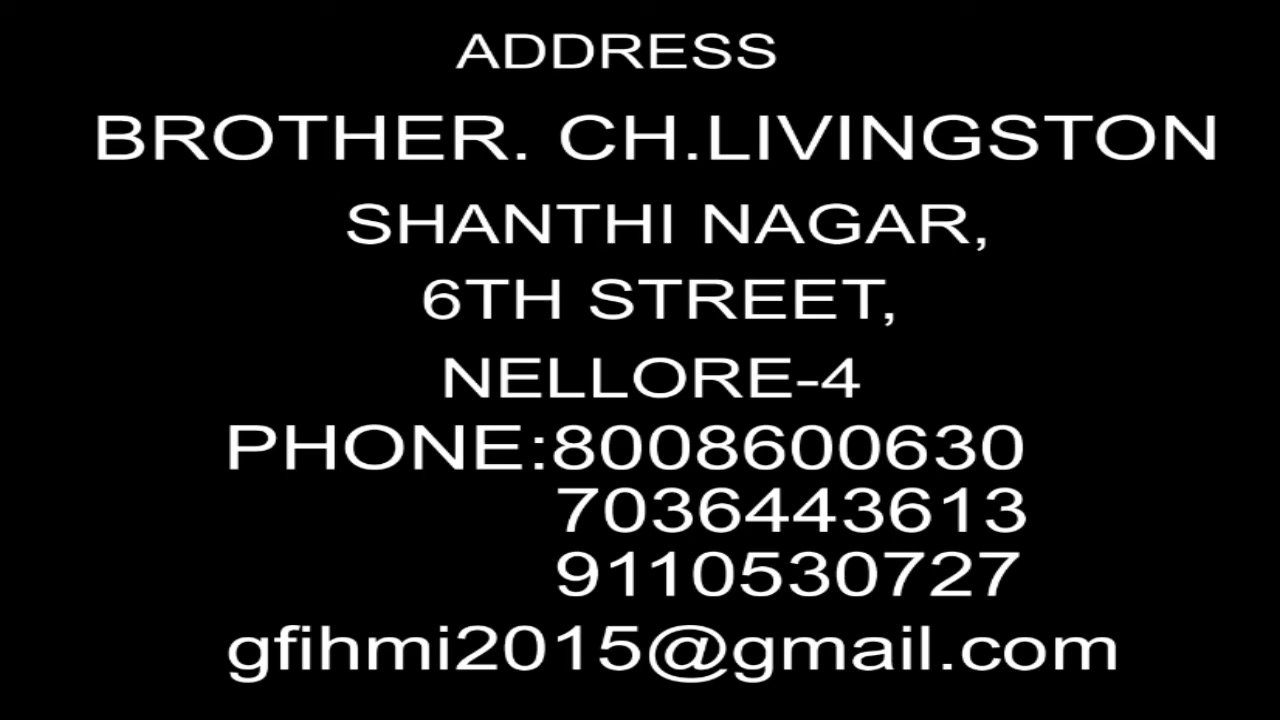 ADDRESS
BROTHER. CH.LIVINGSTON
SHANTHI NAGAR,
6TH STREET,
NELLORE-4
PHONE:8008600630
7036443613
9110530727
gfihmi2015@gmail.com